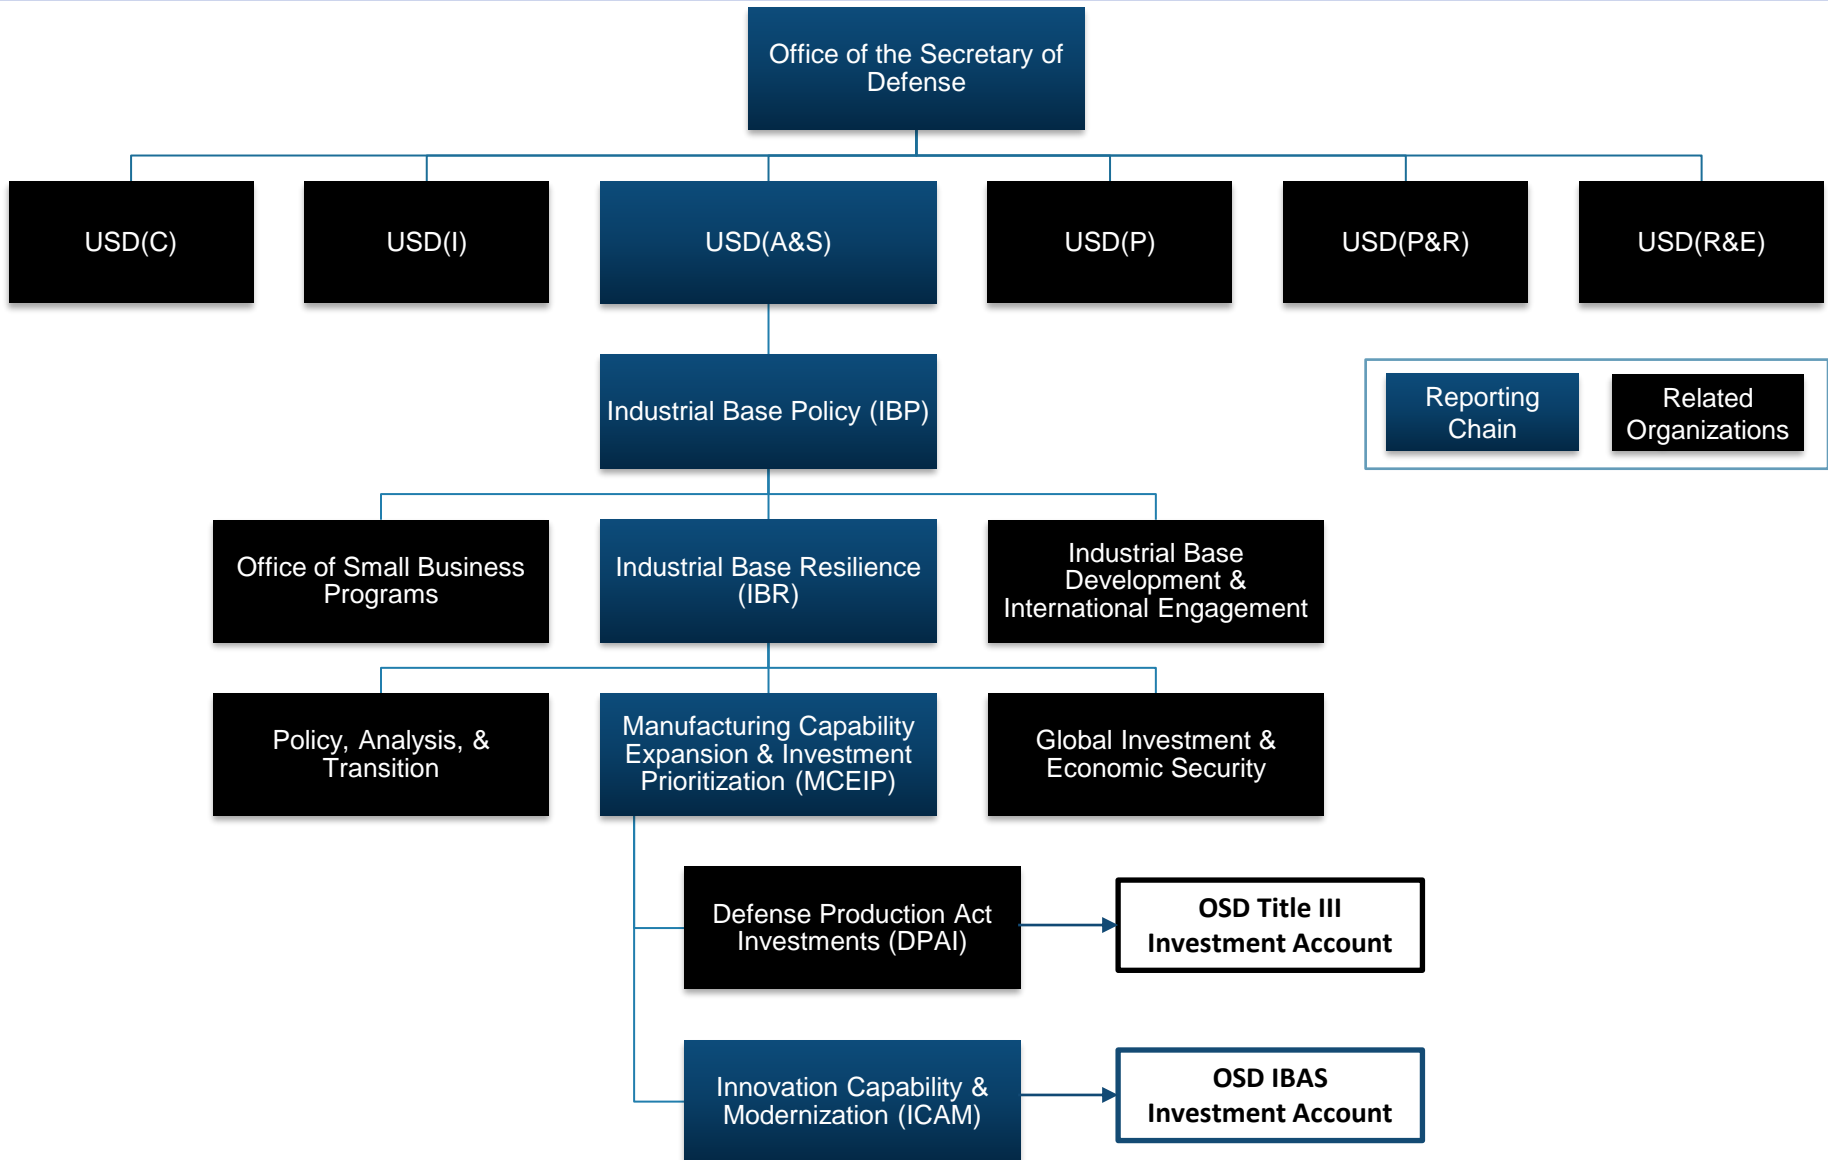 Office of the Secretary of
Defense
USD(C)
USD(I)
USD(A&S)
USD(P)
USD(P&R)
USD(R&E)
Industrial Base Policy (IBP)
Reporting
Chain
Related
Organizations
Office of Small Business
Programs
Industrial Base Resilience
(IBR)
Industrial Base
Development &
International Engagement
Policy, Analysis, &
Transition
Manufacturing Capability
Expansion & Investment
Prioritization (MCEIP)
Global Investment &
Economic Security
Defense Production Act
Investments (DPAI)
OSD Title III
Investment Account
Innovation Capability &
Modernization (ICAM)
OSD IBAS
Investment Account